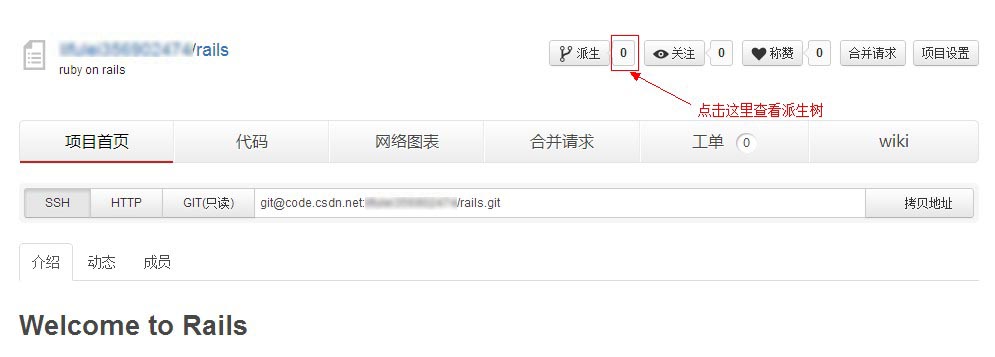 /rails
ruby on rails
派生 0 关注 0 称赞 0 合并请求 项目设置
点击这里查看派生树
项目首页 代码 网络图表 合并请求 工单 0 wiki
SSH HTTP GIT(只读) git@code.csdn.net: /rails.git 拷贝地址
介绍 动态 成员
Welcome to Rails